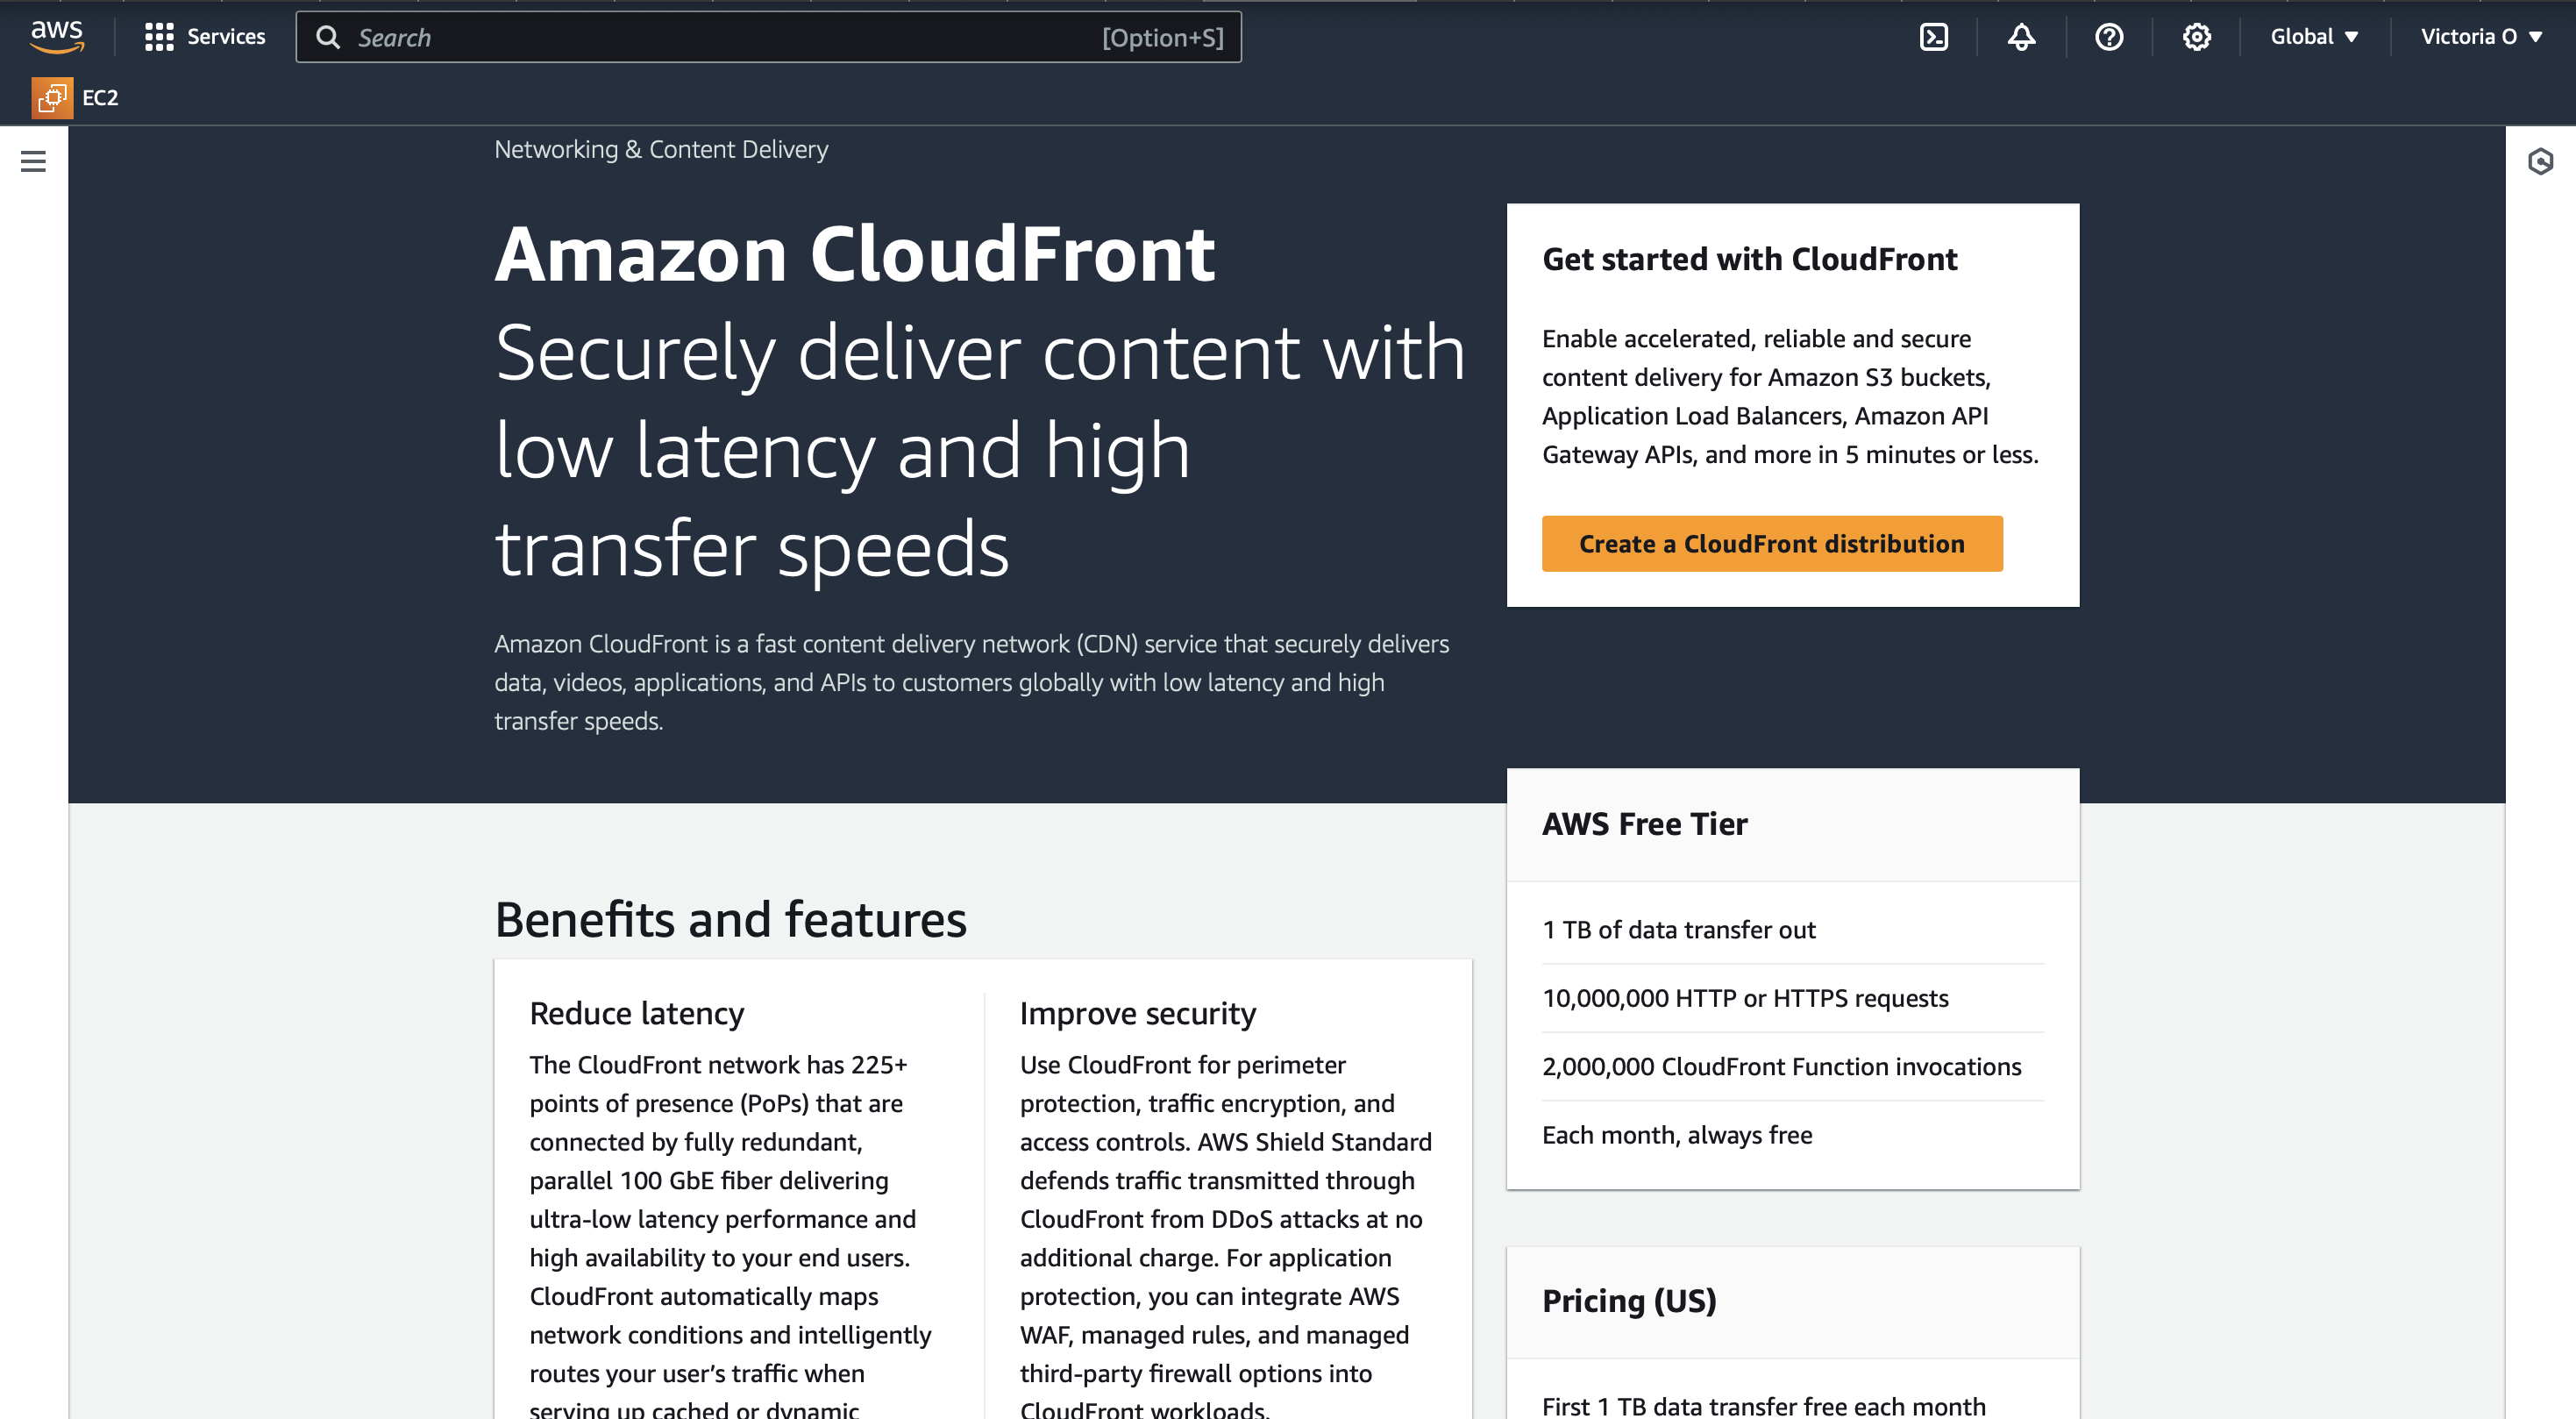 aws
Services
Search
[Option+S]
Global
Victoria O
EC2
Networking & Content Delivery
Amazon CloudFront
Securely deliver content with
low latency and high
transfer speeds
Amazon CloudFront is a fast content delivery network (CDN) service that securely delivers
data, videos, applications, and APIs to customers globally with low latency and high
transfer speeds.
Get started with CloudFront
Enable accelerated, reliable and secure
content delivery for Amazon S3 buckets,
Application Load Balancers, Amazon API
Gateway APIs, and more in 5 minutes or less.
Create a CloudFront distribution
AWS Free Tier
1 TB of data transfer out
10,000,000 HTTP or HTTPS requests
2,000,000 CloudFront Function invocations
Each month, always free
Benefits and features
Reduce latency
The CloudFront network has 225+
points of presence (PoPs) that are
connected by fully redundant,
parallel 100 GbE fiber delivering
ultra-low latency performance and
high availability to your end users.
CloudFront automatically maps
network conditions and intelligently
routes your user’s traffic when
serving up cached or dynamic
Improve security
Use CloudFront for perimeter
protection, traffic encryption, and
access controls. AWS Shield Standard
defends traffic transmitted through
CloudFront from DDoS attacks at no
additional charge. For application
protection, you can integrate AWS
WAF, managed rules, and managed
third-party firewall options into
CloudFront workloads.
Pricing (US)
First 1 TB data transfer free each month